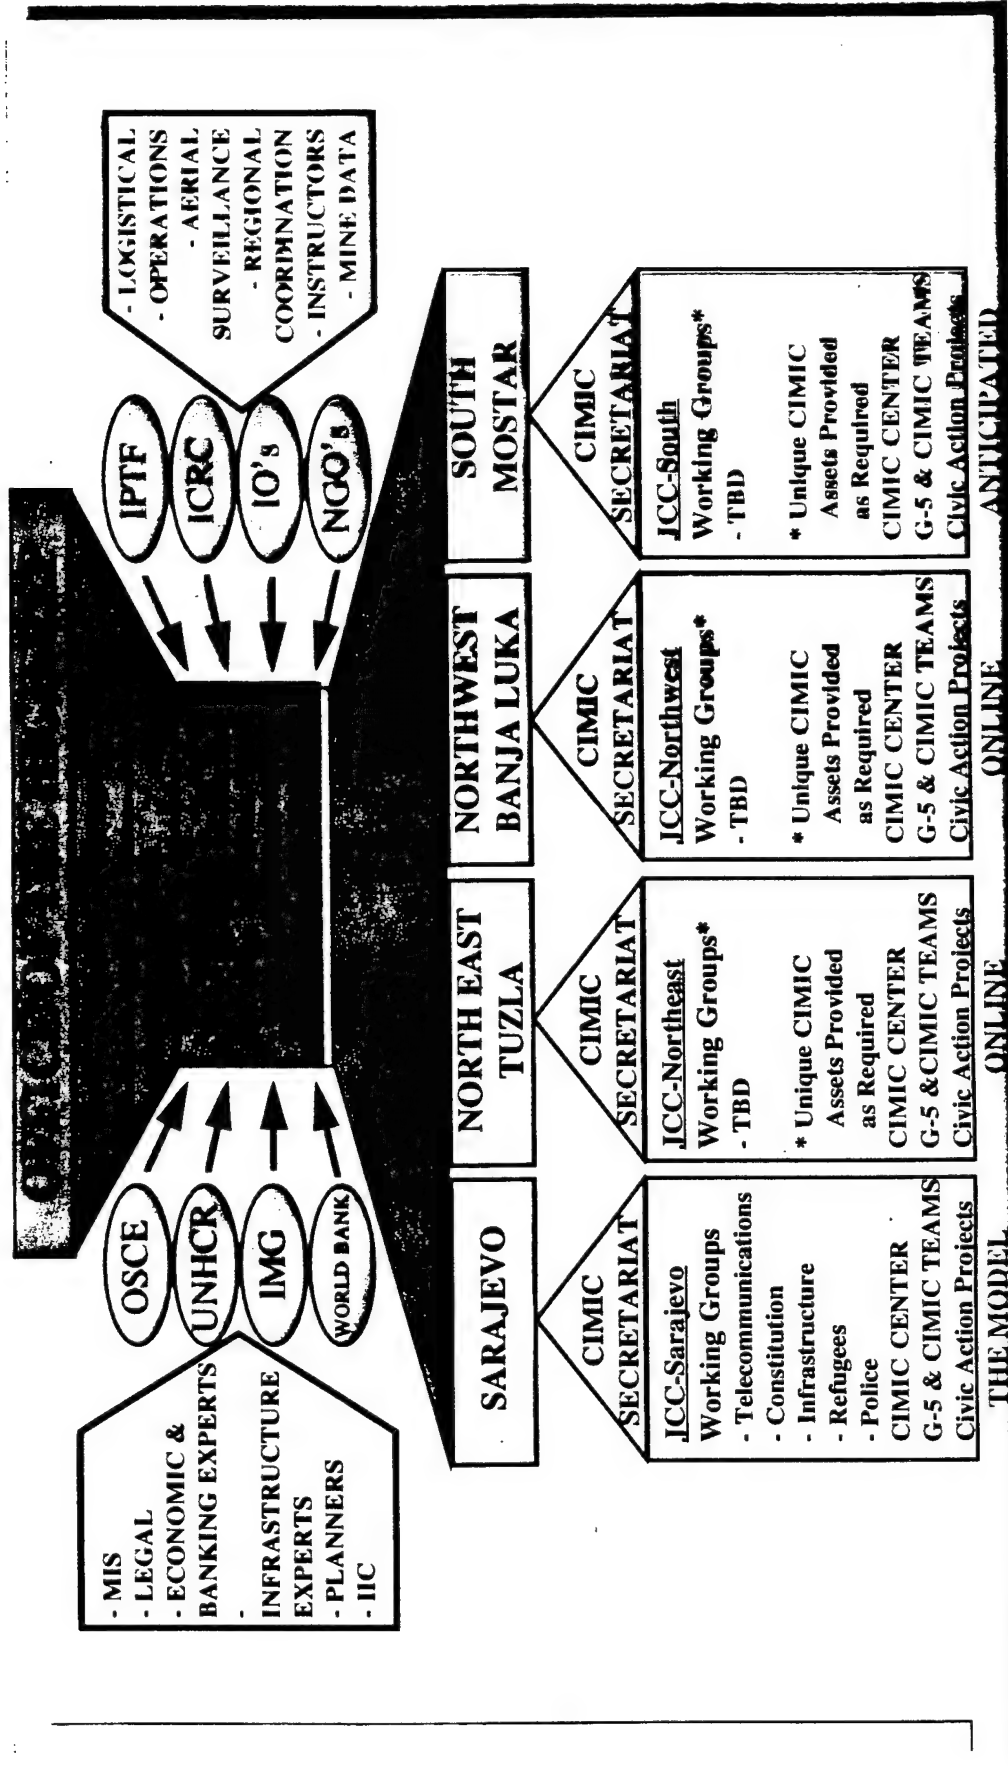 - MIS
- LEGAL
- ECONOMIC &
BANKING EXPERTS
-
INFRASTRUCTURE
EXPERTS
- PLANNERS
- IIC
OSCE
UNHCR
IMG
WORLD BANK
IPTF
ICRC
IO's
NGO's
- LOGISTICAL
- OPERATIONS
- AERIAL
SURVEILLANCE
- REGIONAL
COORDINATION
- INSTRUCTORS
- MINE DATA
SARAJEVO
CIMIC
SECRETARIAT
JCC-Sarajevo
Working Groups
- Telecommunications
- Constitution
- Infrastructure
- Refugees
- Police
CIMIC CENTER
G-5 & CIMIC TEAMS
Civic Action Projects
THE MODEL
NORTH EAST
TUZLA
CIMIC
SECRETARIAT
JCC-Northeast
Working Groups*
- TBD
* Unique CIMIC
Assets Provided
as Required
CIMIC CENTER
G-5 &CIMIC TEAMS
Civic Action Projects
ONLINE
NORTHWEST
BANJA LUKA
CIMIC
SECRETARIAT
JCC-Northwest
Working Groups*
- TBD
* Unique CIMIC
Assets Provided
as Required
CIMIC CENTER
G-5 & CIMIC TEAMS
Civic Action Projects
ONLINE
SOUTH
MOSTAR
CIMIC
SECRETARIAT
JCC-South
Working Groups*
- TBD
* Unique CIMIC
Assets Provided
as Required
CIMIC CENTER
G-5 & CIMIC TEAMS
Civic Action Projects
ANTICIPATED